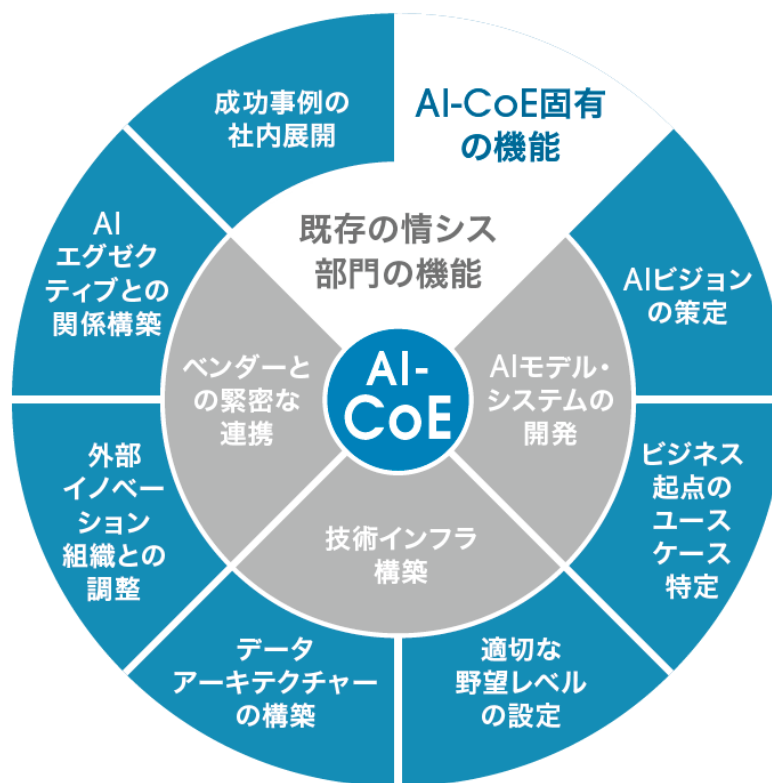 AI-CoE固有
の機能
AIビジョン
の策定
ビジネス
起点の
ユース
ケース
特定
適切な
野望レベル
の設定
データ
アーキテクチャー
の構築
外部
イノベー
ション
組織との
調整
AI
エグゼク
ティブとの
関係構築
成功事例の
社内展開
既存の情シス
部門の機能
AIモデル・
システムの
開発
技術インフラ
構築
ベンダーと
の緊密な
連携
AI-
CoE